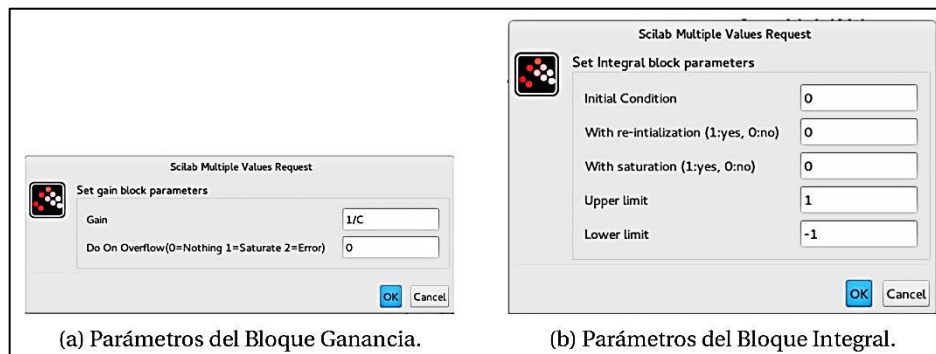 Scilab Multiple Values Request
Set gain block parameters
Gain 1/C
Do On Overflow(0=Nothing 1=Saturate 2=Error) 0
OK Cancel
(a) Parámetros del Bloque Ganancia.
Scilab Multiple Values Request
Set Integral block parameters
Initial Condition 0
With re-intialization (1:yes, 0:no) 0
With saturation (1:yes, 0:no) 0
Upper limit 1
Lower limit -1
OK Cancel
(b) Parámetros del Bloque Integral.